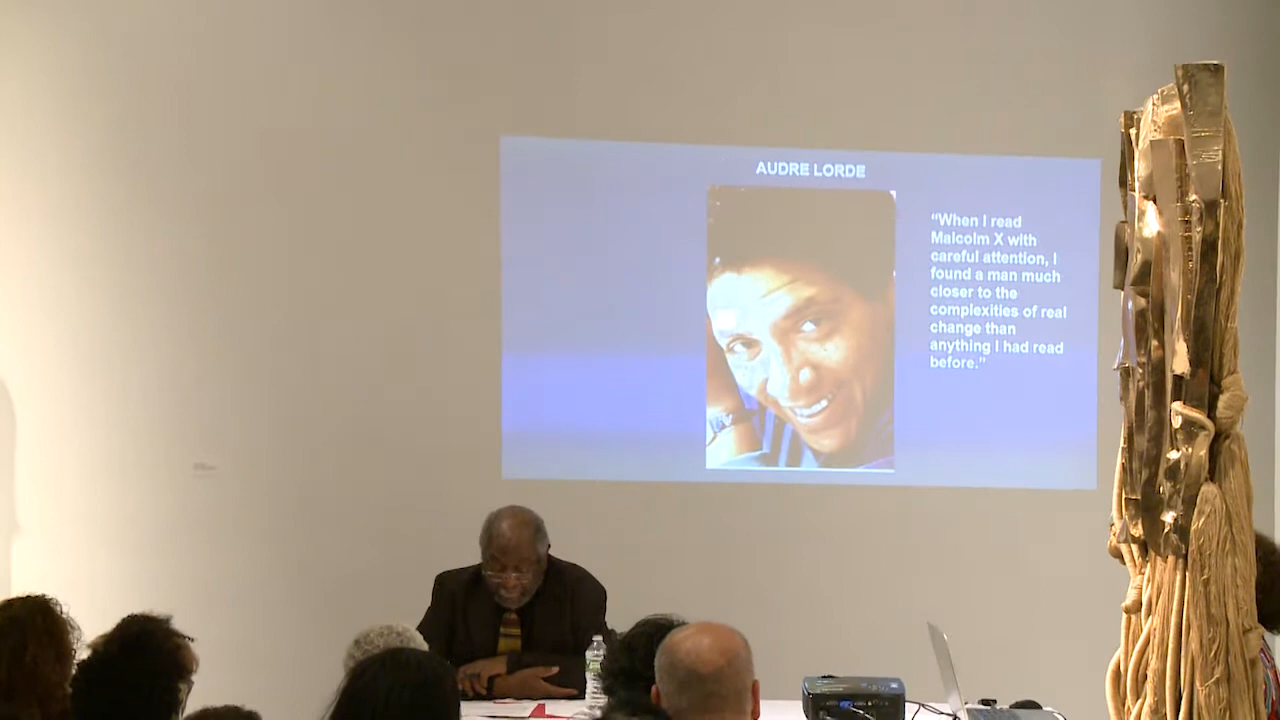 AUDRE LORDE
“When I read
Malcolm X with
careful attention, I
found a man much
closer to the
complexities of real
change than
anything I had read
before.”